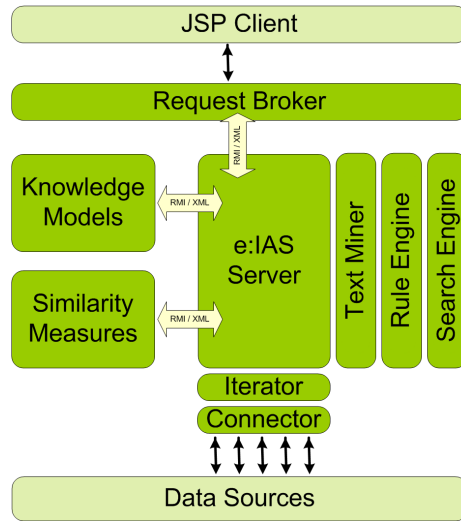 JSP Client
Request Broker
RMI / XML
Knowledge
Models
RMI / XML
e:IAS
Server
Text Miner
Rule Engine
Search Engine
Similarity
Measures
RMI / XML
Iterator
Connector
Data Sources